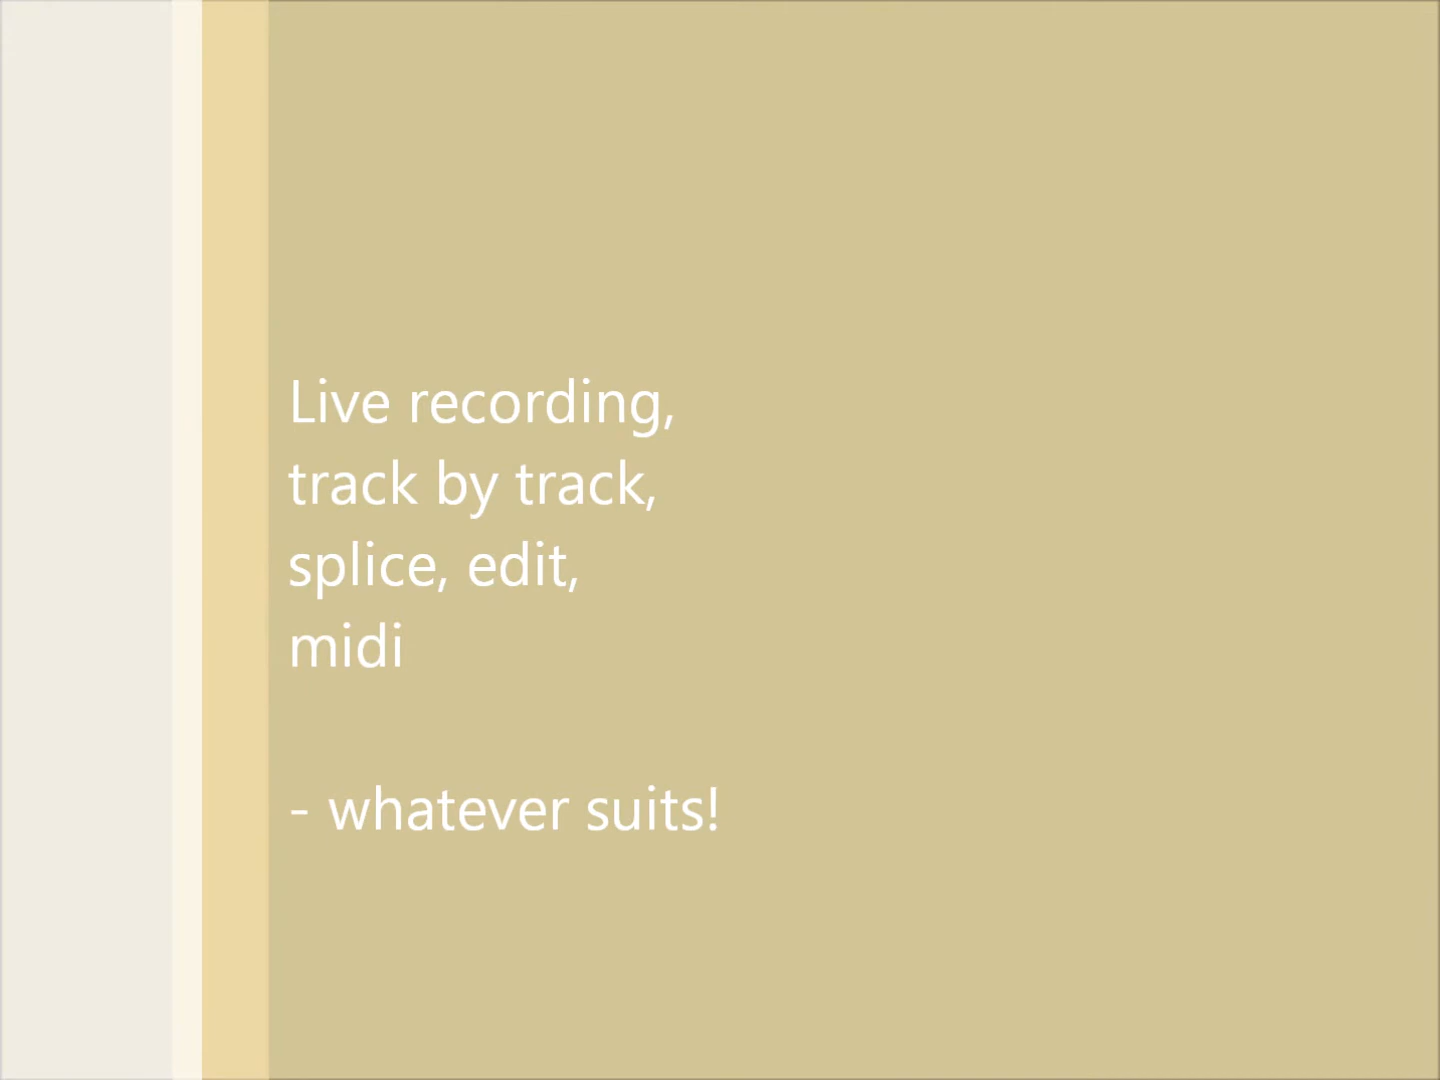 Live recording,
track by track,
splice, edit,
midi
- whatever suits!